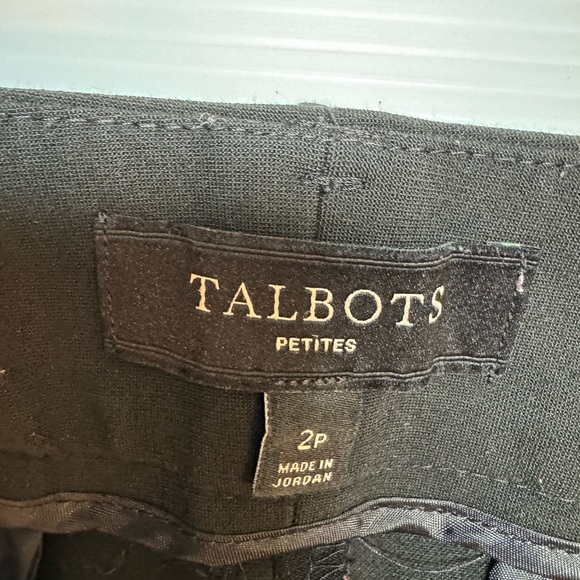 TALBOTS
PETITES
2P
MADE IN
JORDAN